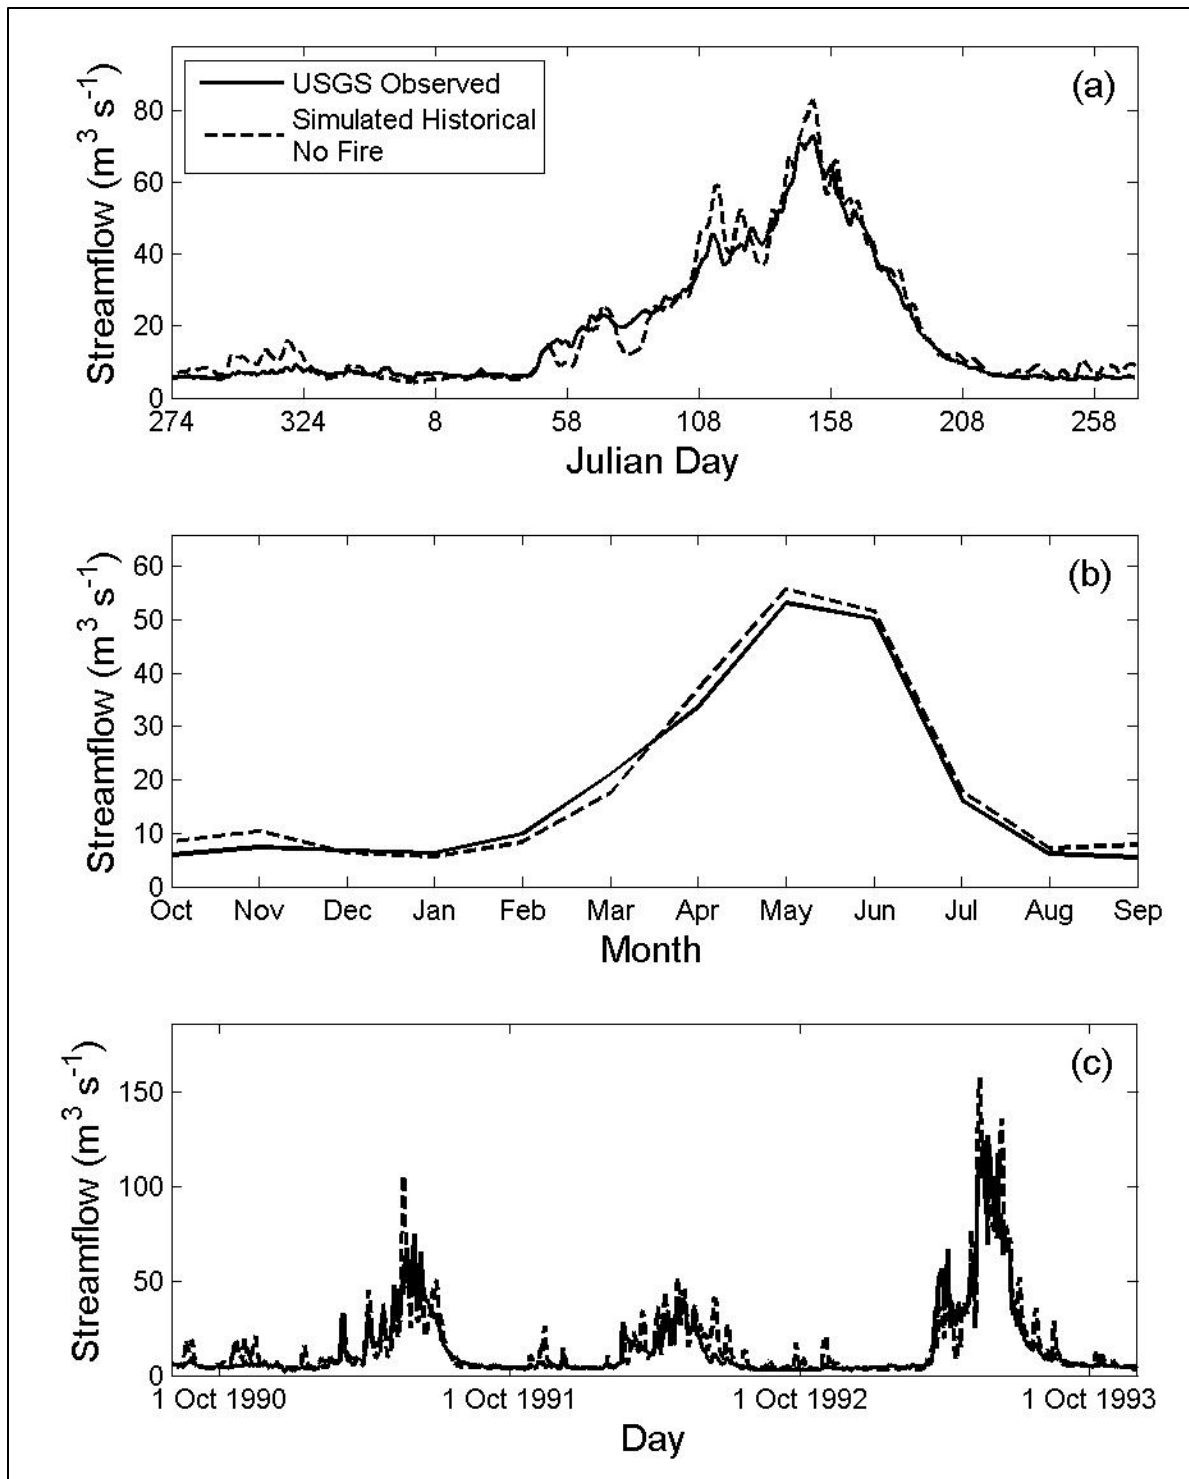 (a)
USGS Observed
Simulated Historical
No Fire
Streamflow (m³ s⁻¹)
80
60
40
20
0
274 324 8 58 108 158 208 258
Julian Day
(b)
Streamflow (m³ s⁻¹)
60
50
40
30
20
10
0
Oct Nov Dec Jan Feb Mar Apr May Jun Jul Aug Sep
Month
(c)
Streamflow (m³ s⁻¹)
150
100
50
0
1 Oct 1990 1 Oct 1991 1 Oct 1992 1 Oct 1993
Day